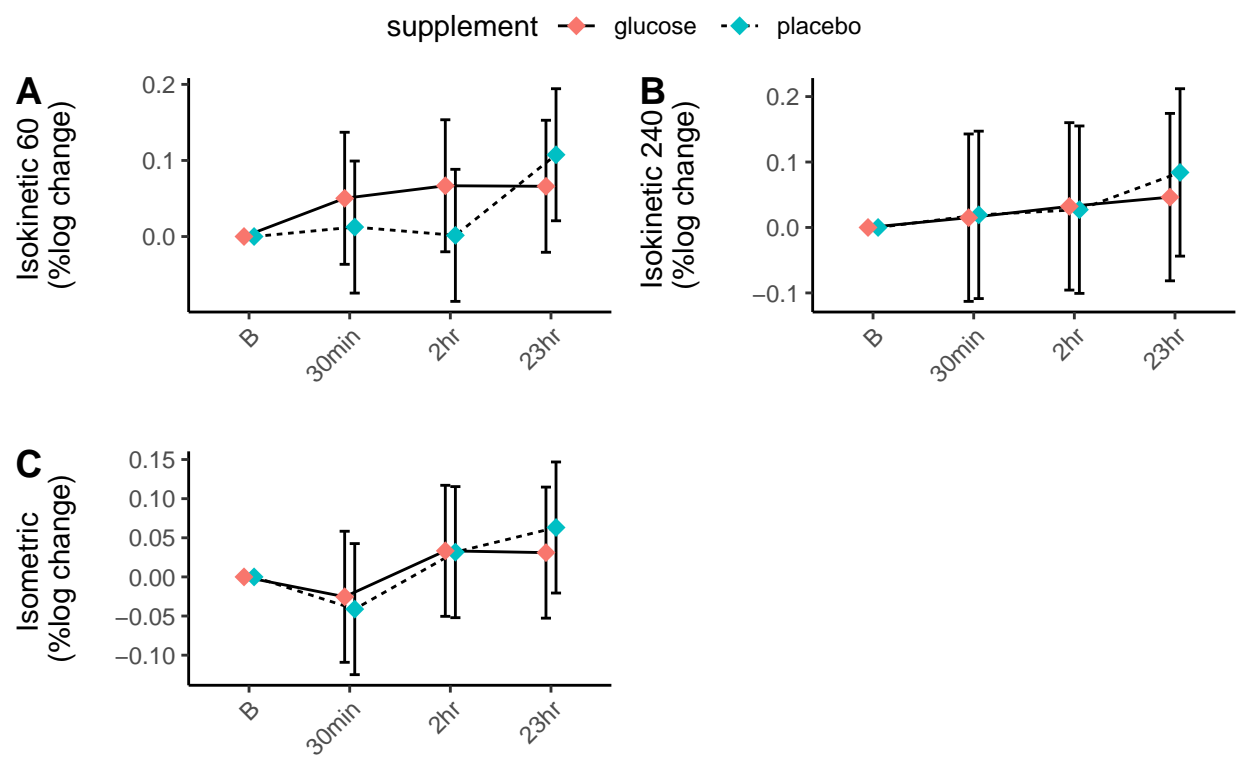 supplement glucose placebo
A
Isokinetic 60
(%log change)
0.2
0.1
0.0
B
30min
2hr
23hr
B
Isokinetic 240
(%log change)
0.2
0.1
0.0
−0.1
B
30min
2hr
23hr
C
Isometric
(%log change)
0.15
0.10
0.05
0.00
−0.05
−0.10
B
30min
2hr
23hr